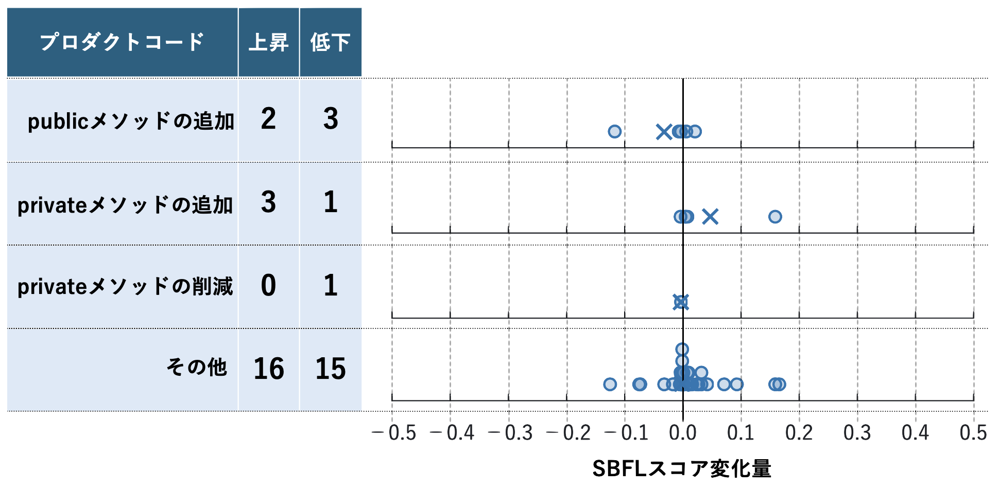 プロダクトコード 上昇 低下
publicメソッドの追加 2 3
privateメソッドの追加 3 1
privateメソッドの削減 0 1
その他 16 15
−0.5 −0.4 −0.3 −0.2 −0.1 0.0 0.1 0.2 0.3 0.4 0.5
SBFLスコア変化量